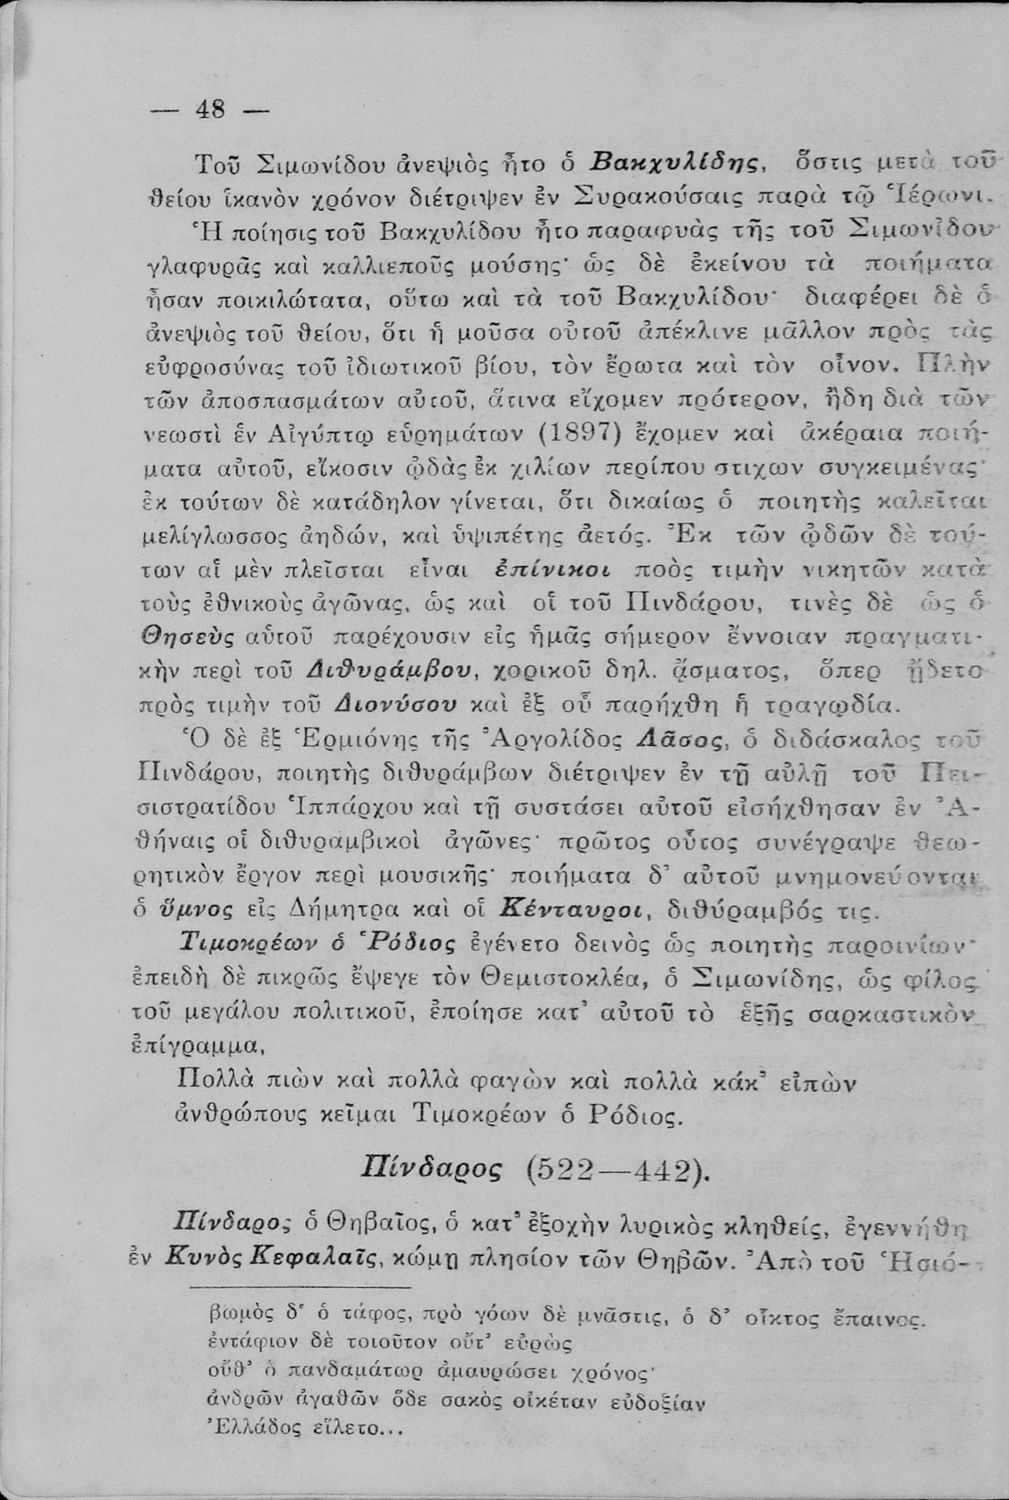 — 48 —
Τοῦ Σιμωνίδου ἀνεψιὸς ἦτο ὁ Βακχυλίδης, ὅστις μετὰ τοῦ
θείου ἱκανὸν χρόνον διέτριψεν ἐν Συρακούσαις παρὰ τῷ Ἱέρωνι.
Ἡ ποίησις τοῦ Βακχυλίδου ἦτο παραφυὰς τῆς τοῦ Σιμωνίδου
γλαφυρᾶς καὶ καλλιεποῦς μούσης· ὡς δὲ ἐκείνου τὰ ποιήματα
ἦσαν ποικιλώτατα, οὕτω καὶ τὰ τοῦ Βακχυλίδου· διαφέρει δὲ ὁ
ἀνεψιὸς τοῦ θείου, ὅτι ἡ μοῦσα οὐτοῦ ἀπέκλινε μᾶλλον πρὸς τὰς
εὐφροσύνας τοῦ ἰδιωτικοῦ βίου, τὸν ἔρωτα καὶ τὸν οἶνον. Πλὴν
τῶν ἀποσπασμάτων αὐτοῦ, ἅτινα εἴχομεν πρότερον, ἤδη διὰ τῶν
νεωστὶ ἐν Αἰγύπτῳ εὑρημάτων (1897) ἔχομεν καὶ ἀκέραια ποιή-
ματα αὐτοῦ, εἴκοσιν ᾠδὰς ἐκ χιλίων περίπου στιχων συγκειμένας·
ἐκ τούτων δὲ κατάδηλον γίνεται, ὅτι δικαίως ὁ ποιητὴς καλεῖται
μελίγλωσσος ἀηδών, καὶ ὑψιπέτης ἀετός. Ἐκ τῶν ᾠδῶν δὲ τού-
των αἱ μὲν πλεῖσται εἶναι ἐπίνικοι ποὸς τιμὴν νικητῶν κατὰ
τοὺς ἐθνικοὺς ἀγῶνας, ὡς καὶ οἱ τοῦ Πινδάρου, τινὲς δὲ ὡς ὁ
Θησεὺς αὐτοῦ παρέχουσιν εἰς ἡμᾶς σήμερον ἔννοιαν πραγματι-
κὴν περὶ τοῦ Διθυράμβου, χορικοῦ δηλ. ᾄσματος, ὅπερ ᾔδετο
πρὸς τιμὴν τοῦ Διονύσου καὶ ἐξ οὗ παρήχθη ἡ τραγῳδία.
Ὁ δὲ ἐξ Ἑρμιόνης τῆς Ἀργολίδος Λᾶσος, ὁ διδάσκαλος τοῦ
Πινδάρου, ποιητὴς διθυράμβων διέτριψεν ἐν τῇ αὐλῇ τοῦ Πει-
σιστρατίδου Ἱππάρχου καὶ τῇ συστάσει αὐτοῦ εἰσήχθησαν ἐν Ἀ-
θήναις οἱ διθυραμβικοὶ ἀγῶνες· πρῶτος οὗτος συνέγραψε θεω-
ρητικὸν ἔργον περὶ μουσικῆς· ποιήματα δ' αὐτοῦ μνημονεύονται
ὁ ὕμνος εἰς Δήμητρα καὶ οἱ Κένταυροι, διθύραμβός τις.
Τιμοκρέων ὁ Ῥόδιος ἐγένετο δεινὸς ὡς ποιητὴς παροινίων·
ἐπειδὴ δὲ πικρῶς ἔψεγε τὸν Θεμιστοκλέα, ὁ Σιμωνίδης, ὡς φίλος
τοῦ μεγάλου πολιτικοῦ, ἐποίησε κατ' αὐτοῦ τὸ ἑξῆς σαρκαστικὸν
ἐπίγραμμα,
Πολλὰ πιὼν καὶ πολλὰ φαγὼν καὶ πολλὰ κάκ' εἰπὼν
ἀνθρώπους κεῖμαι Τιμοκρέων ὁ Ρόδιος.
Πίνδαρος (522—442).
Πίνδαρος ὁ Θηβαῖος, ὁ κατ' ἐξοχὴν λυρικὸς κληθείς, ἐγεννήθη
ἐν Κυνὸς Κεφαλαῖς, κώμῃ πλησίον τῶν Θηβῶν. Ἀπὸ τοῦ Ἡσιό-
βωμὸς δ' ὁ τάφος, πρὸ γόων δὲ μνᾶστις, ὁ δ' οἶκτος ἔπαινος.
ἐντάφιον δὲ τοιοῦτον οὔτ' εὐρὼς
οὔθ' ὁ πανδαμάτωρ ἀμαυρώσει χρόνος·
ἀνδρῶν ἀγαθῶν ὅδε σακὸς οἰκέταν εὐδοξίαν
Ἑλλάδος εἵλετο...